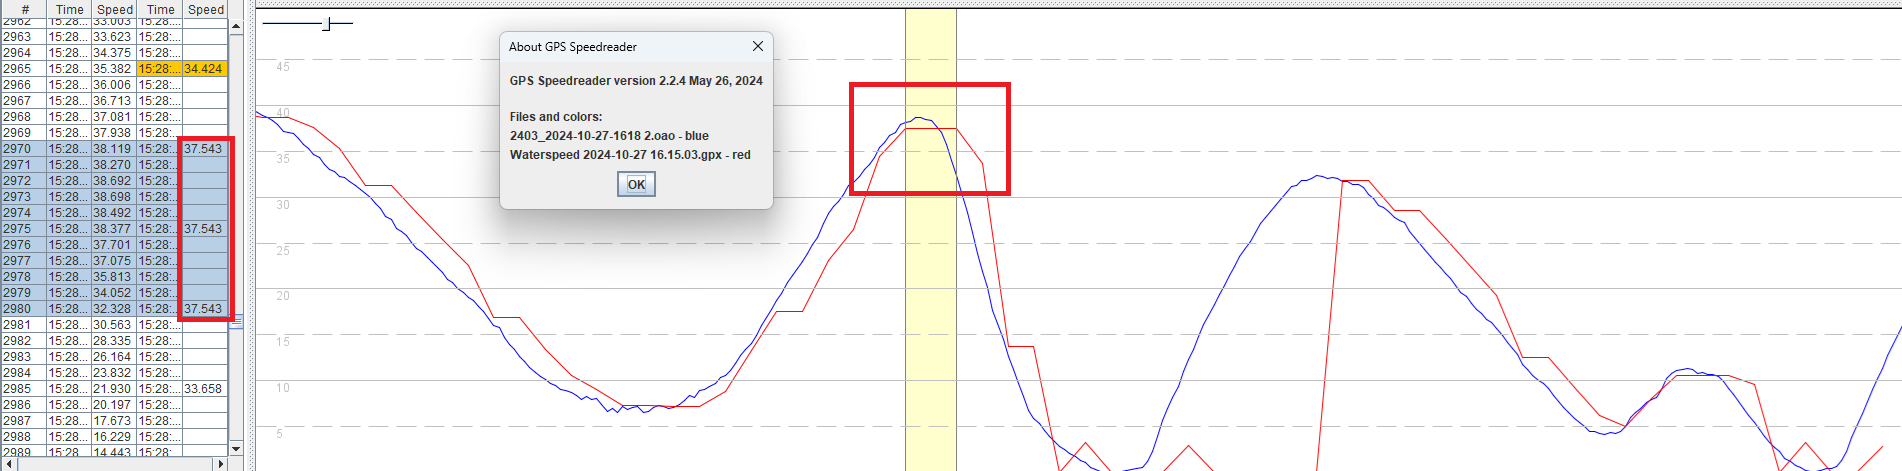 # Time Speed Time Speed
2962 15:28... 33.003 15:28:...
2963 15:28... 33.623 15:28:...
2964 15:28... 34.375 15:28:...
2965 15:28... 35.382 15:28:... 34.424
2966 15:28... 36.006 15:28:...
2967 15:28... 36.713 15:28:...
2968 15:28... 37.081 15:28:...
2969 15:28... 37.938 15:28:...
2970 15:28... 38.119 15:28:... 37.543
2971 15:28... 38.270 15:28:...
2972 15:28... 38.692 15:28:...
2973 15:28... 38.698 15:28:...
2974 15:28... 38.492 15:28:...
2975 15:28... 38.377 15:28:... 37.543
2976 15:28... 37.701 15:28:...
2977 15:28... 37.075 15:28:...
2978 15:28... 35.813 15:28:...
2979 15:28... 34.052 15:28:...
2980 15:28... 32.328 15:28:... 37.543
2981 15:28... 30.563 15:28:...
2982 15:28... 28.335 15:28:...
2983 15:28... 26.164 15:28:...
2984 15:28... 23.832 15:28:...
2985 15:28... 21.930 15:28:... 33.658
2986 15:28... 20.197 15:28:...
2987 15:28... 17.673 15:28:...
2988 15:28... 16.229 15:28:...
2989 15:28... 14.443 15:28:...
45
40
35
30
25
20
15
10
5
About GPS Speedreader
GPS Speedreader version 2.2.4 May 26, 2024
Files and colors:
2403_2024-10-27-1618 2.oao - blue
Waterspeed 2024-10-27 16.15.03.gpx - red
OK